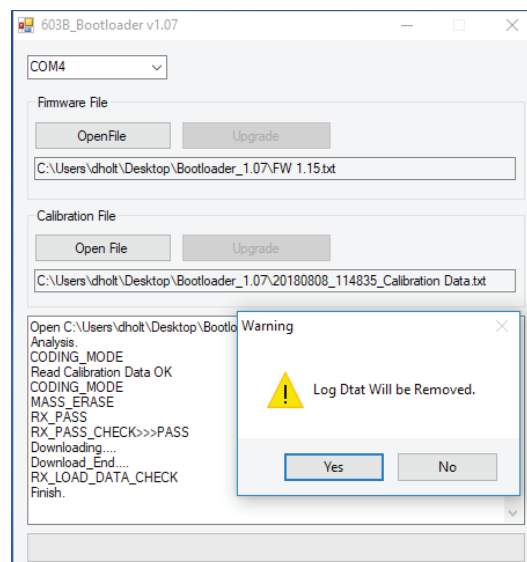 603B_Bootloader v1.07
COM4
Firmware File
OpenFile
Upgrade
C:\Users\dholt\Desktop\Bootloader_1.07\FW 1.15.txt
Calibration File
Open File
Upgrade
C:\Users\dholt\Desktop\Bootloader_1.07\20180808_114835_Calibration Data.txt
Open C:\Users\dholt\Desktop\Bootlo
Analysis.
CODING_MODE
Read Calibration Data OK
CODING_MODE
MASS_ERASE
RX_PASS
RX_PASS_CHECK>>>PASS
Downloading....
Download_End....
RX_LOAD_DATA_CHECK
Finish.
Warning
Log Dtat Will be Removed.
Yes
No